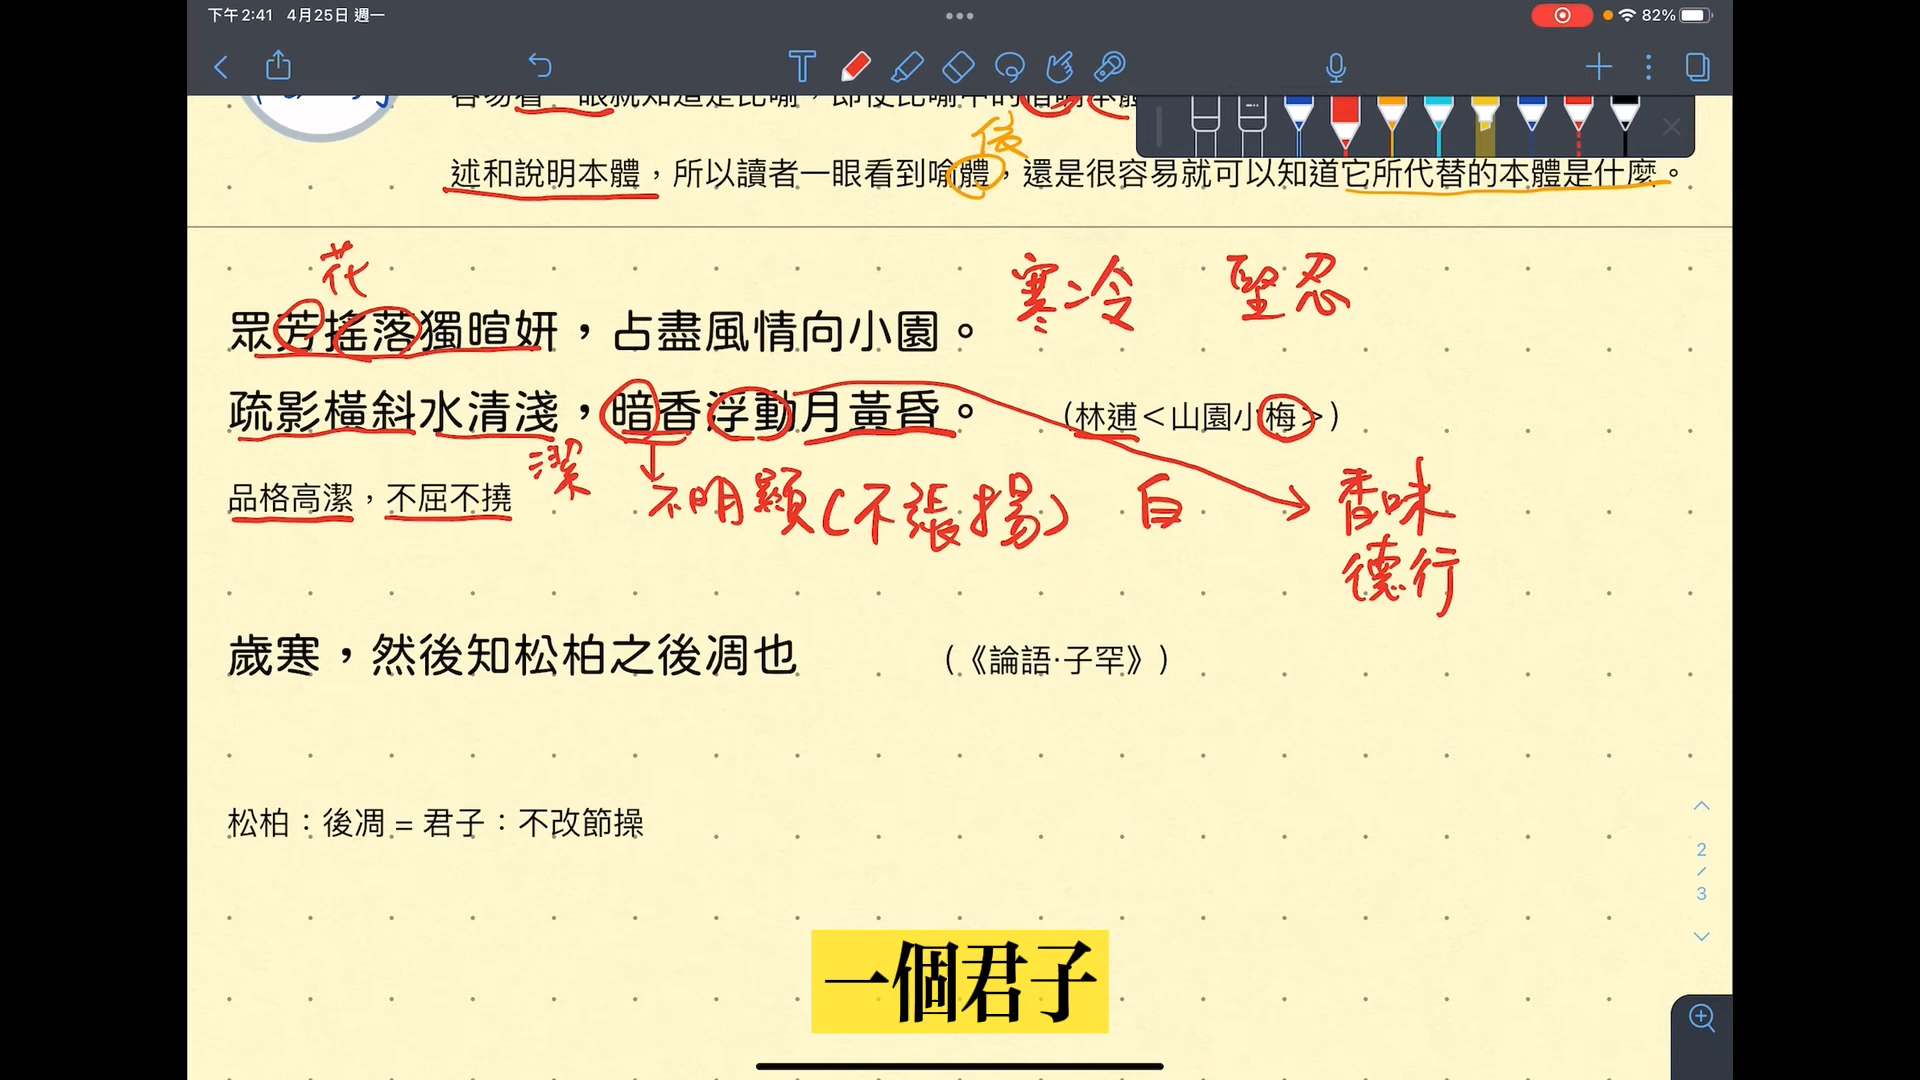 下午2:41 4月25日 週一
82%
述和說明本體，所以讀者一眼看到喻體，還是很容易就可以知道它所代替的本體是什麼。
花
寒冷 堅忍
眾芳搖落獨暄妍，占盡風情向小園。
疏影橫斜水清淺，暗香浮動月黃昏。 （林逋＜山園小梅＞）
潔
品格高潔，不屈不撓 不明顯(不張揚) 白 香味
德行
歲寒，然後知松柏之後凋也 （《論語·子罕》）
松柏：後凋 = 君子：不改節操
2
/
3
一個君子